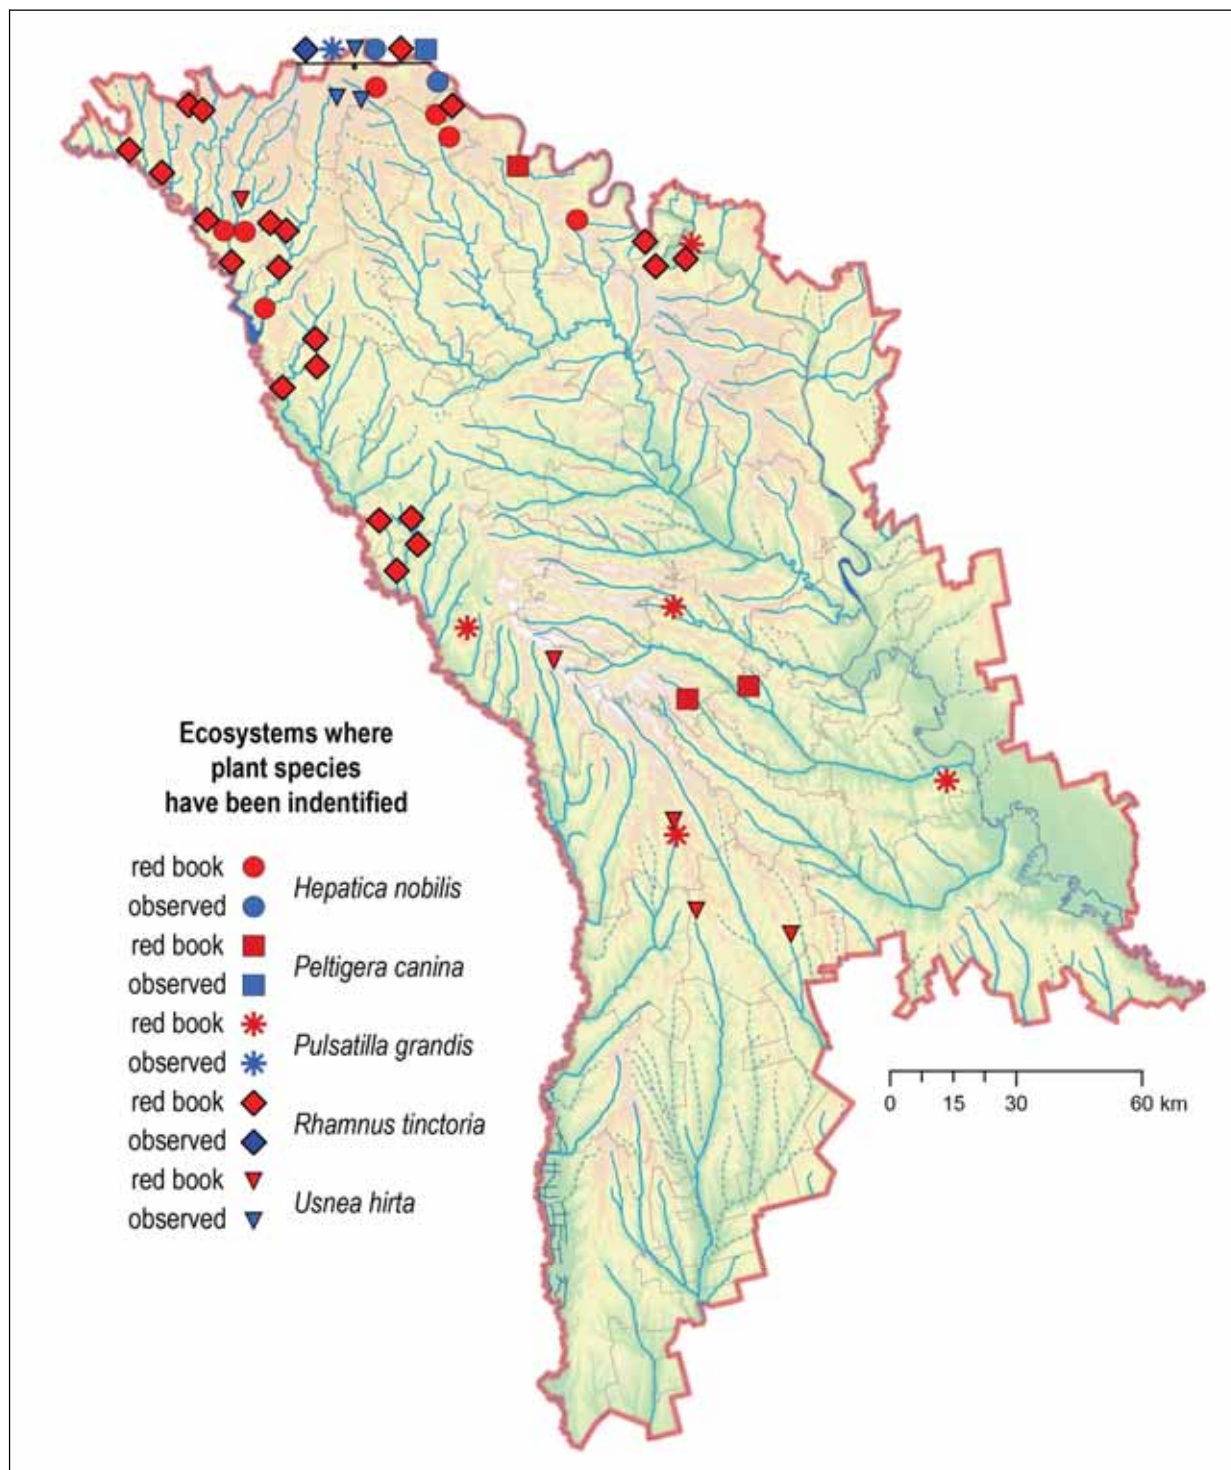 Ecosystems where
plant species
have been indentified
red book
Hepatica nobilis
observed
red book
Peltigera canina
observed
red book
Pulsatilla grandis
observed
red book
Rhamnus tinctoria
observed
red book
Usnea hirta
observed
0 15 30 60 km